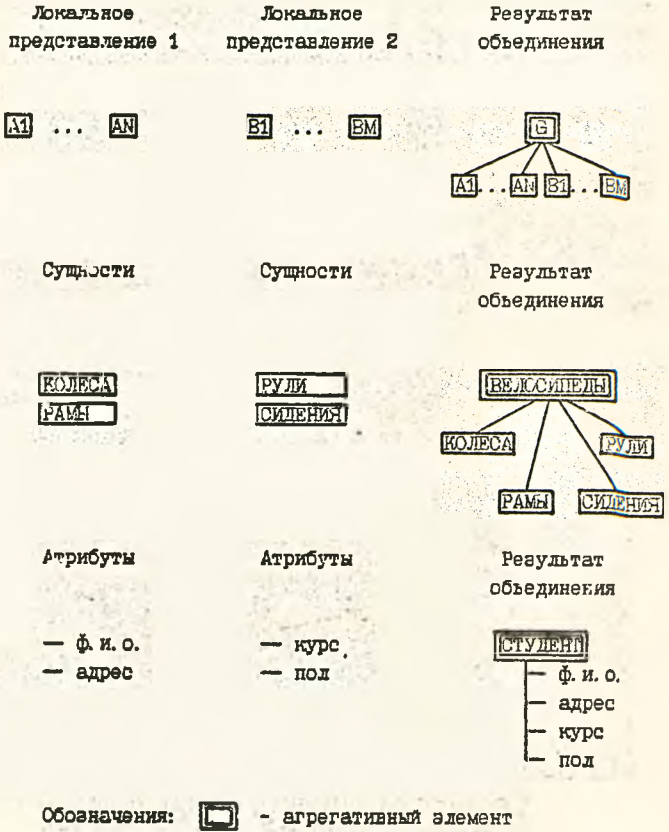 Локальное Локальное Результат
представление 1 представление 2 объединения
A1 ... AN B1 ... BM G
A1...AN B1...BM
Сущности Сущности Результат
объединения
КОЛЕСА РУЛИ ВЕЛОСИПЕДЫ
РАМЫ СИДЕНИЯ
КОЛЕСА РУЛИ
РАМЫ СИДЕНИЯ
Атрибуты Атрибуты Результат
объединения
— ф. и. о. — курс СТУДЕНТ
— адрес — пол — ф. и. о.
— адрес
— курс
— пол
Обозначения: - агрегативный элемент